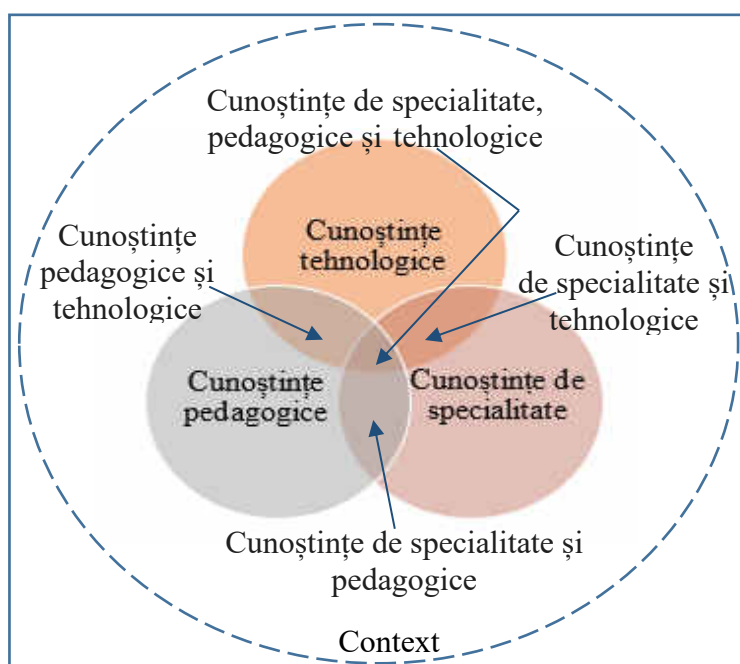 Cunoștințe de specialitate,
pedagogice și tehnologice
Cunoștințe
tehnologice
Cunoștințe
pedagogice și
tehnologice
Cunoștințe
de specialitate și
tehnologice
Cunoștințe
pedagogice
Cunoștințe de
specialitate
Cunoștințe de specialitate și
pedagogice
Context